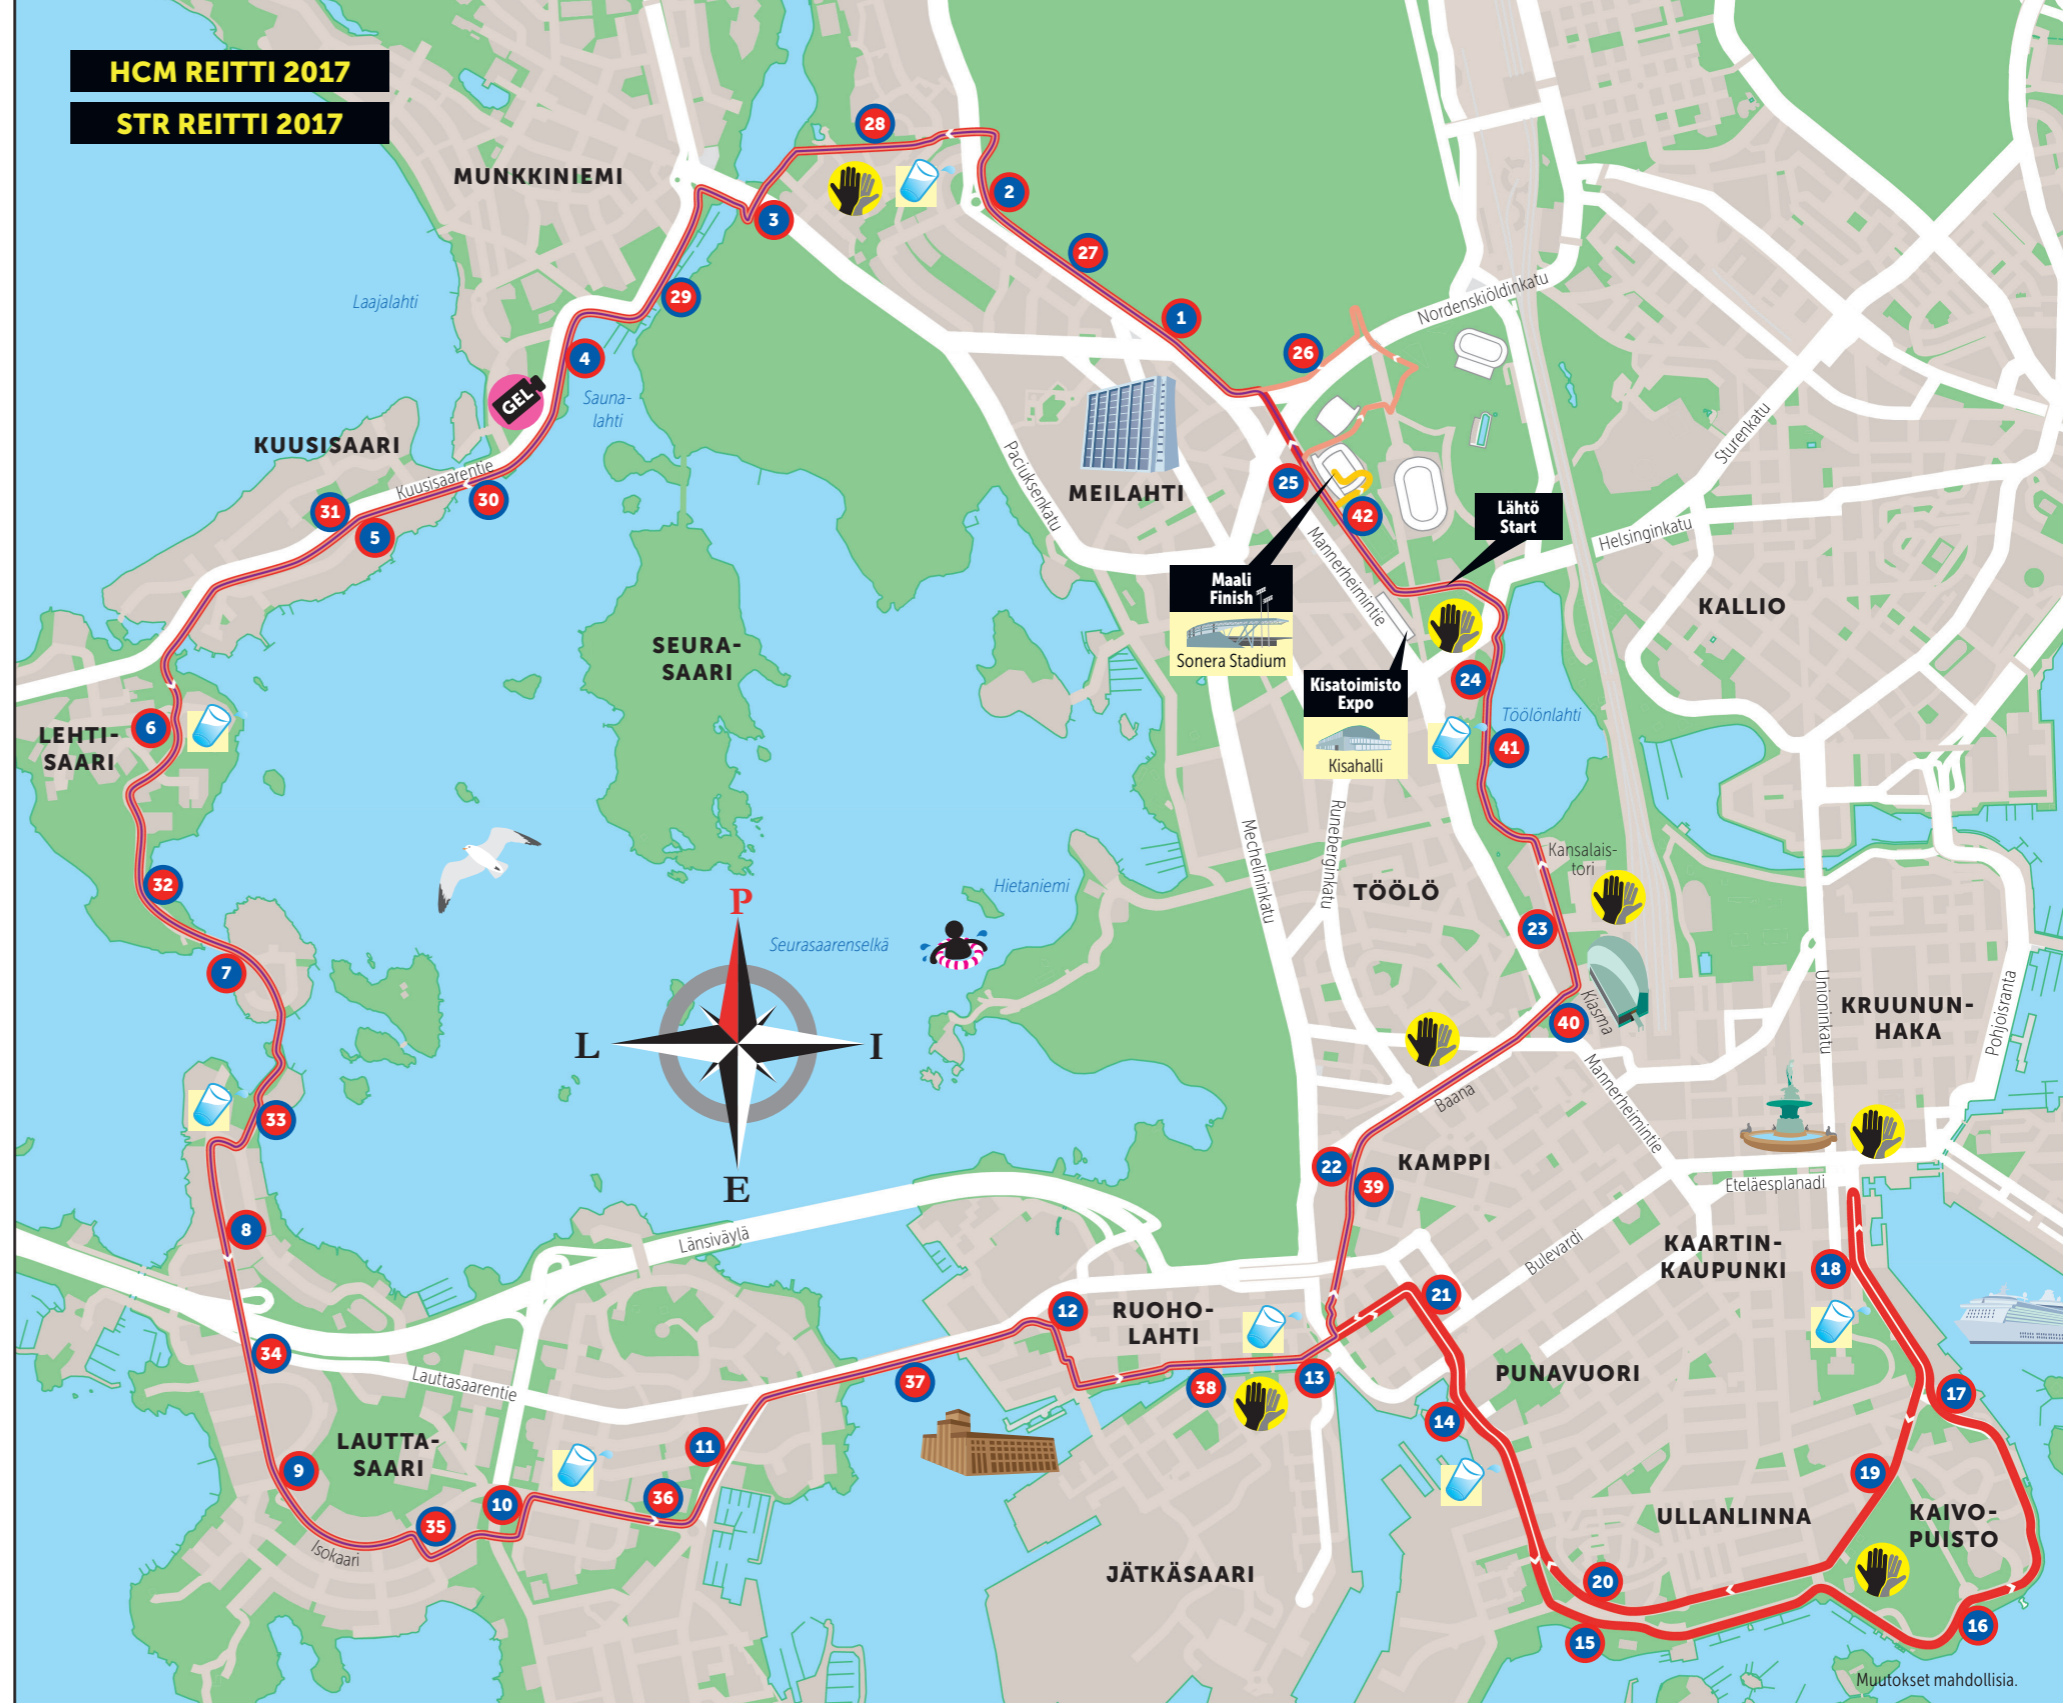 HCM REITTI 2017
STR REITTI 2017
28
MUNKKINIEMI
2
3
27
29
Laajalahti
Nordenskiöldinkatu
1
26
4
GEL
Sauna-
lahti
Sturenkatu
KUUSISAARI
Kuusisaarentie
Paciuksenkatu
MEILAHTI
25
30
31
5
42
Lähtö
Start
Helsinginkatu
Mannerheimintie
Maali
Finish
Sonera Stadium
KALLIO
SEURA-
SAARI
24
Kisatoimisto
Expo
Kisahalli
6
LEHTI-
SAARI
Töölönlahti
41
Mechelininkatu
Runeberginkatu
Kansalais-
tori
32
Hietaniemi
TÖÖLÖ
P
23
Seurasaarenselkä
7
Unioninkatu
KRUUNUN-
HAKA
Pohjoisranta
Kiasma
40
L
I
Baana
Mannerheimintie
33
22
39
KAMPPI
E
Eteläesplanadi
8
Länsiväylä
Bulevardi
KAARTIN-
KAUPUNKI
18
21
12
RUOHO-
LAHTI
34
Lauttasaarentie
37
38
13
PUNAVUORI
17
14
LAUTTA-
SAARI
11
9
19
10
36
35
ULLANLINNA
KAIVO-
PUISTO
Isokaari
JÄTKÄSAARI
20
16
15
Muutokset mahdollisia.